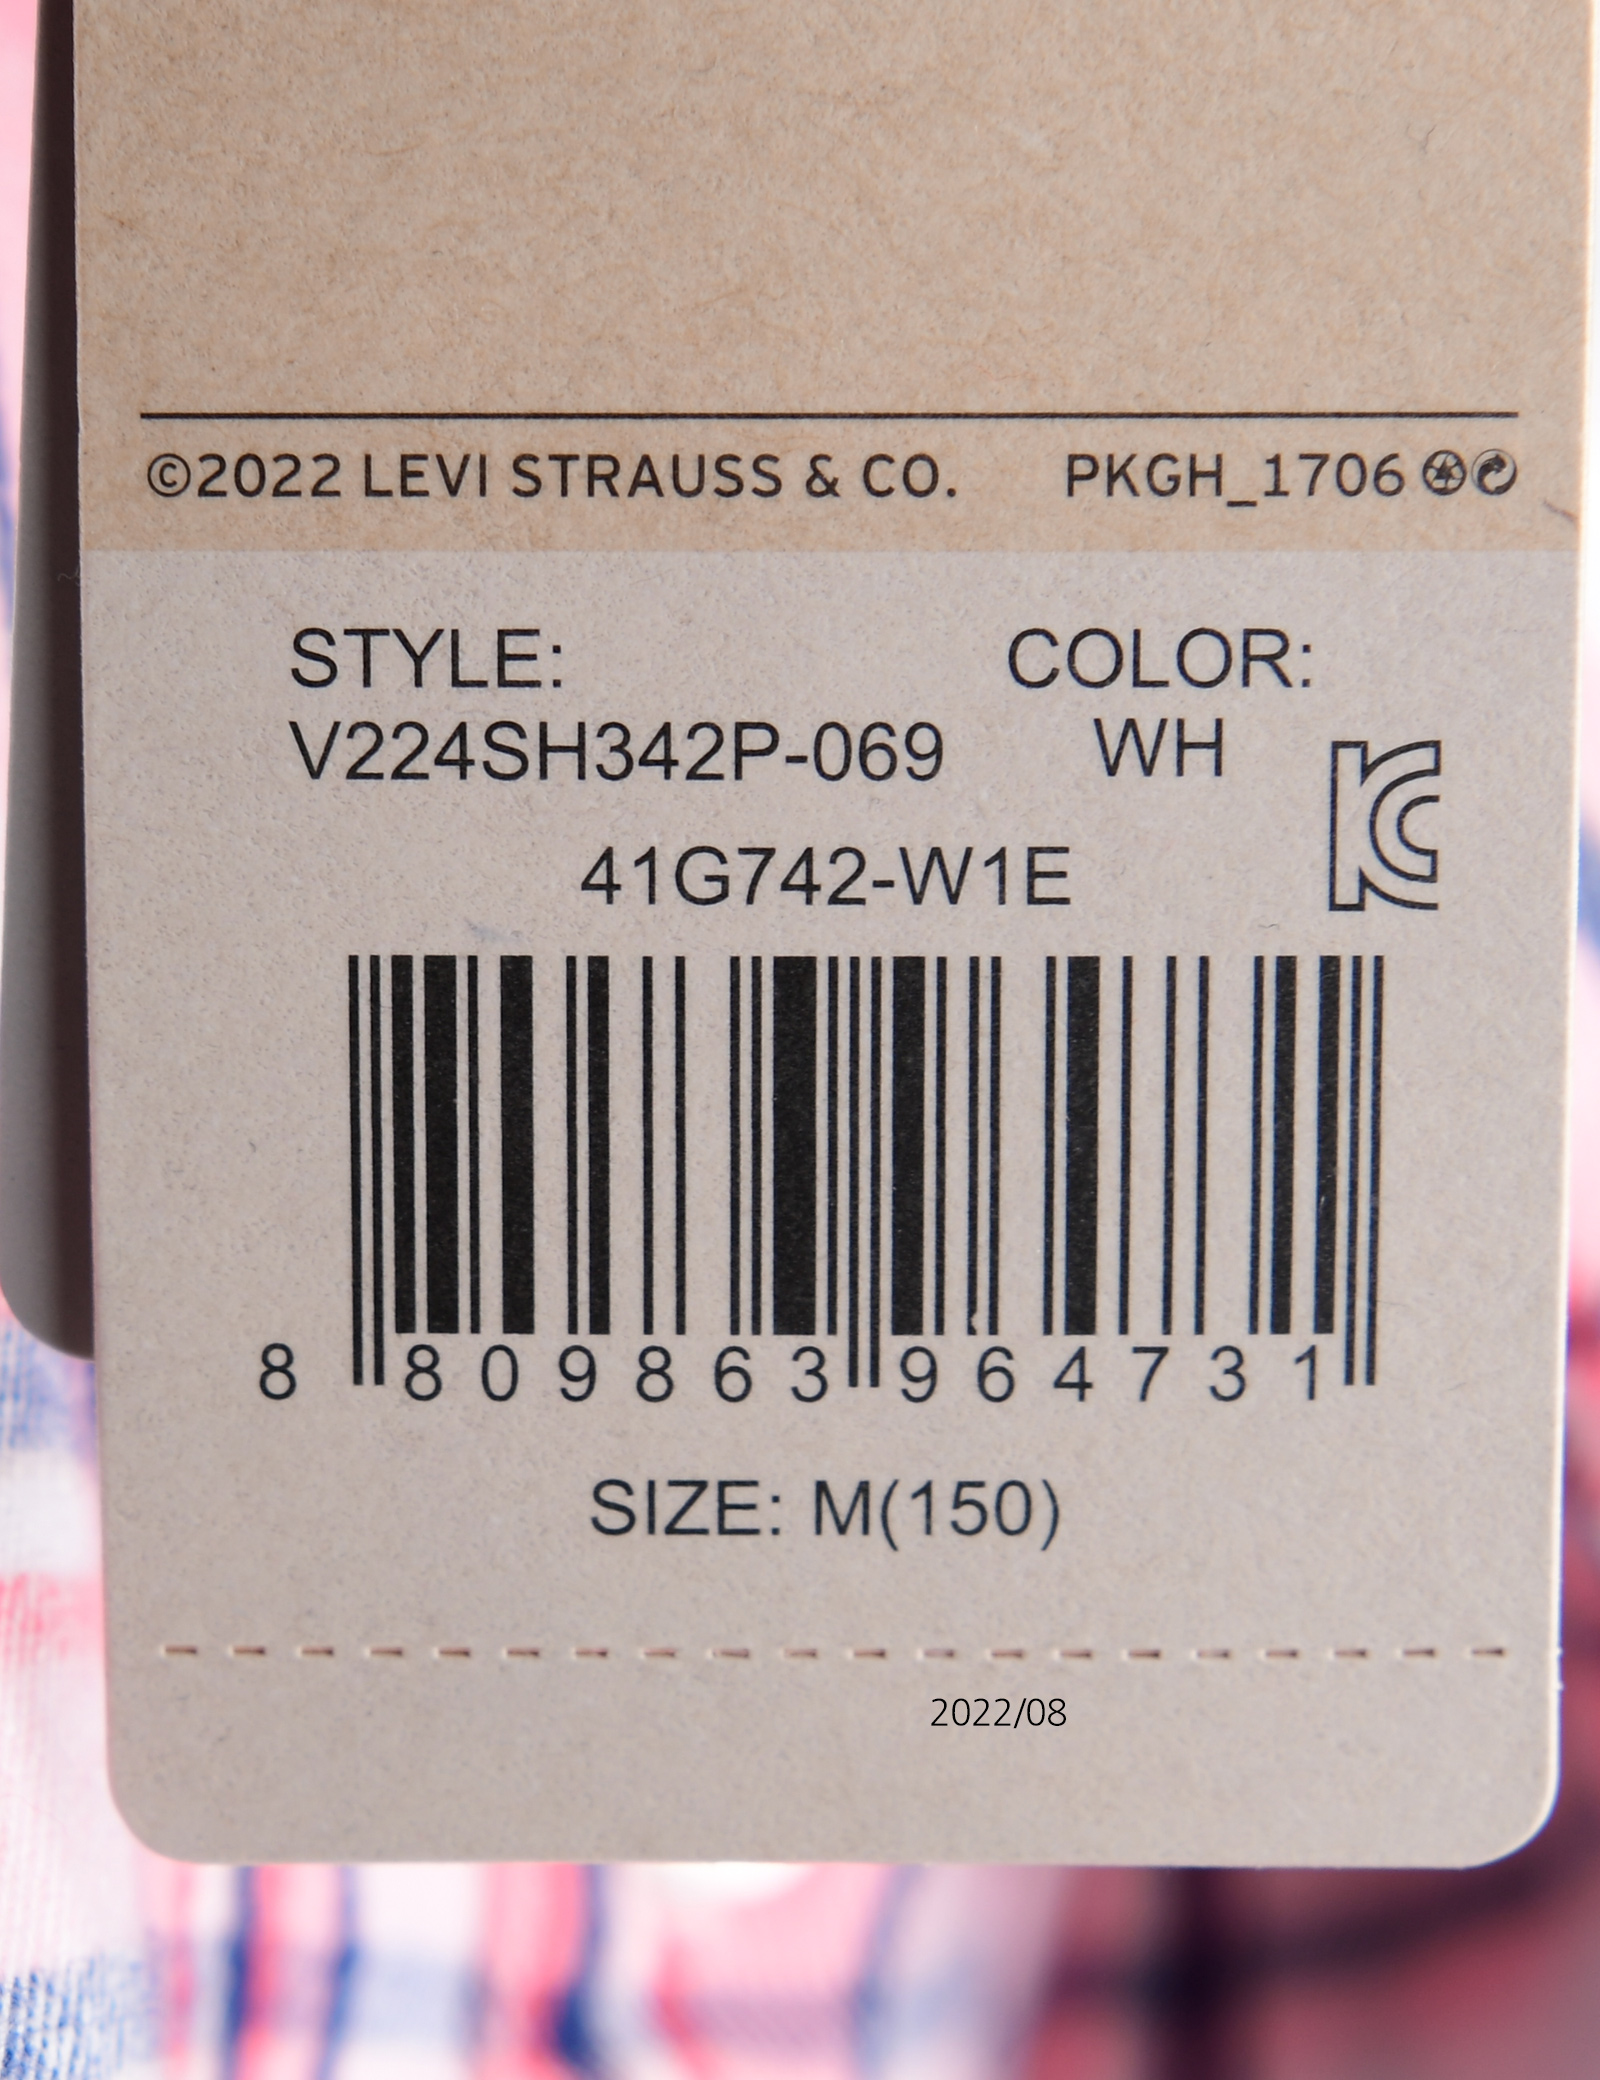 ©2022 LEVI STRAUSS & CO. PKGH_1706
STYLE: COLOR:
V224SH342P-069 WH
41G742-W1E
8 809863 964731
SIZE: M(150)
2022/08